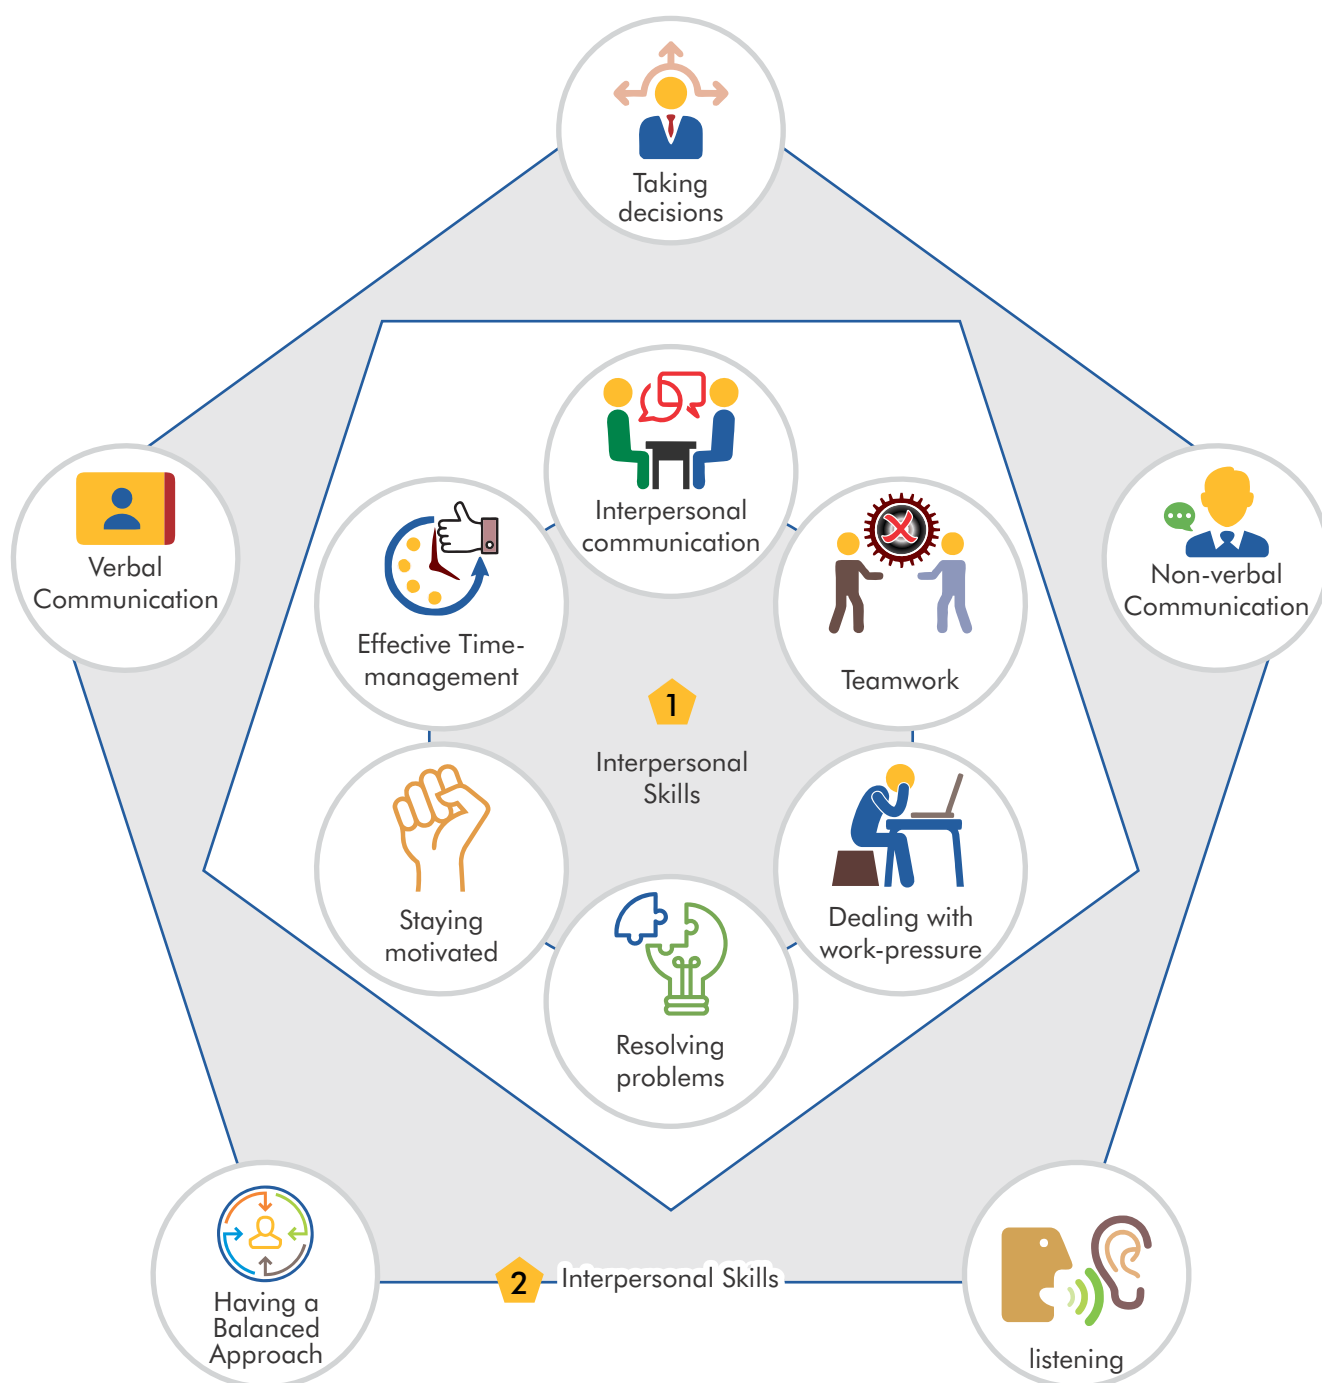 Taking
decisions
Interpersonal
communication
Verbal
Communication
Non-verbal
Communication
Effective Time-
management
Teamwork
1
Interpersonal
Skills
Staying
motivated
Dealing with
work-pressure
Resolving
problems
2 Interpersonal Skills
Having a
Balanced
Approach
listening